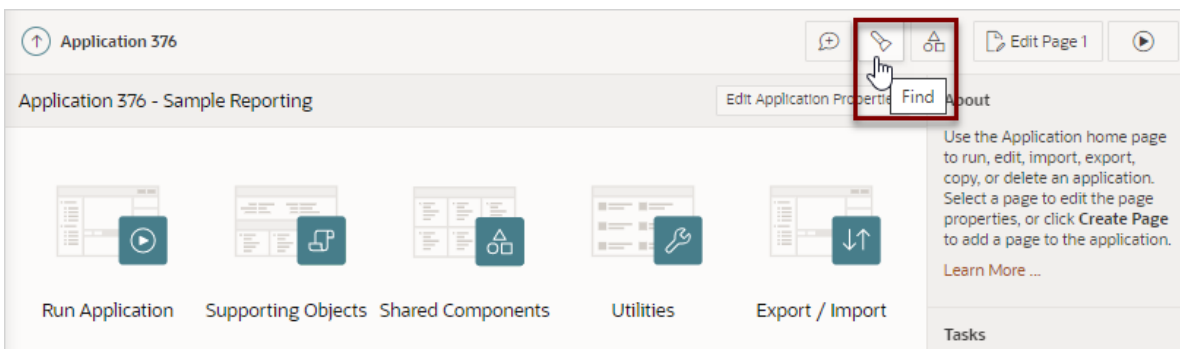 Application 376
Edit Page 1
Application 376 - Sample Reporting
Edit Application Propertie
Find
About
Use the Application home page
to run, edit, import, export,
copy, or delete an application.
Select a page to edit the page
properties, or click Create Page
to add a page to the application.
Learn More ...
Run Application
Supporting Objects
Shared Components
Utilities
Export / Import
Tasks